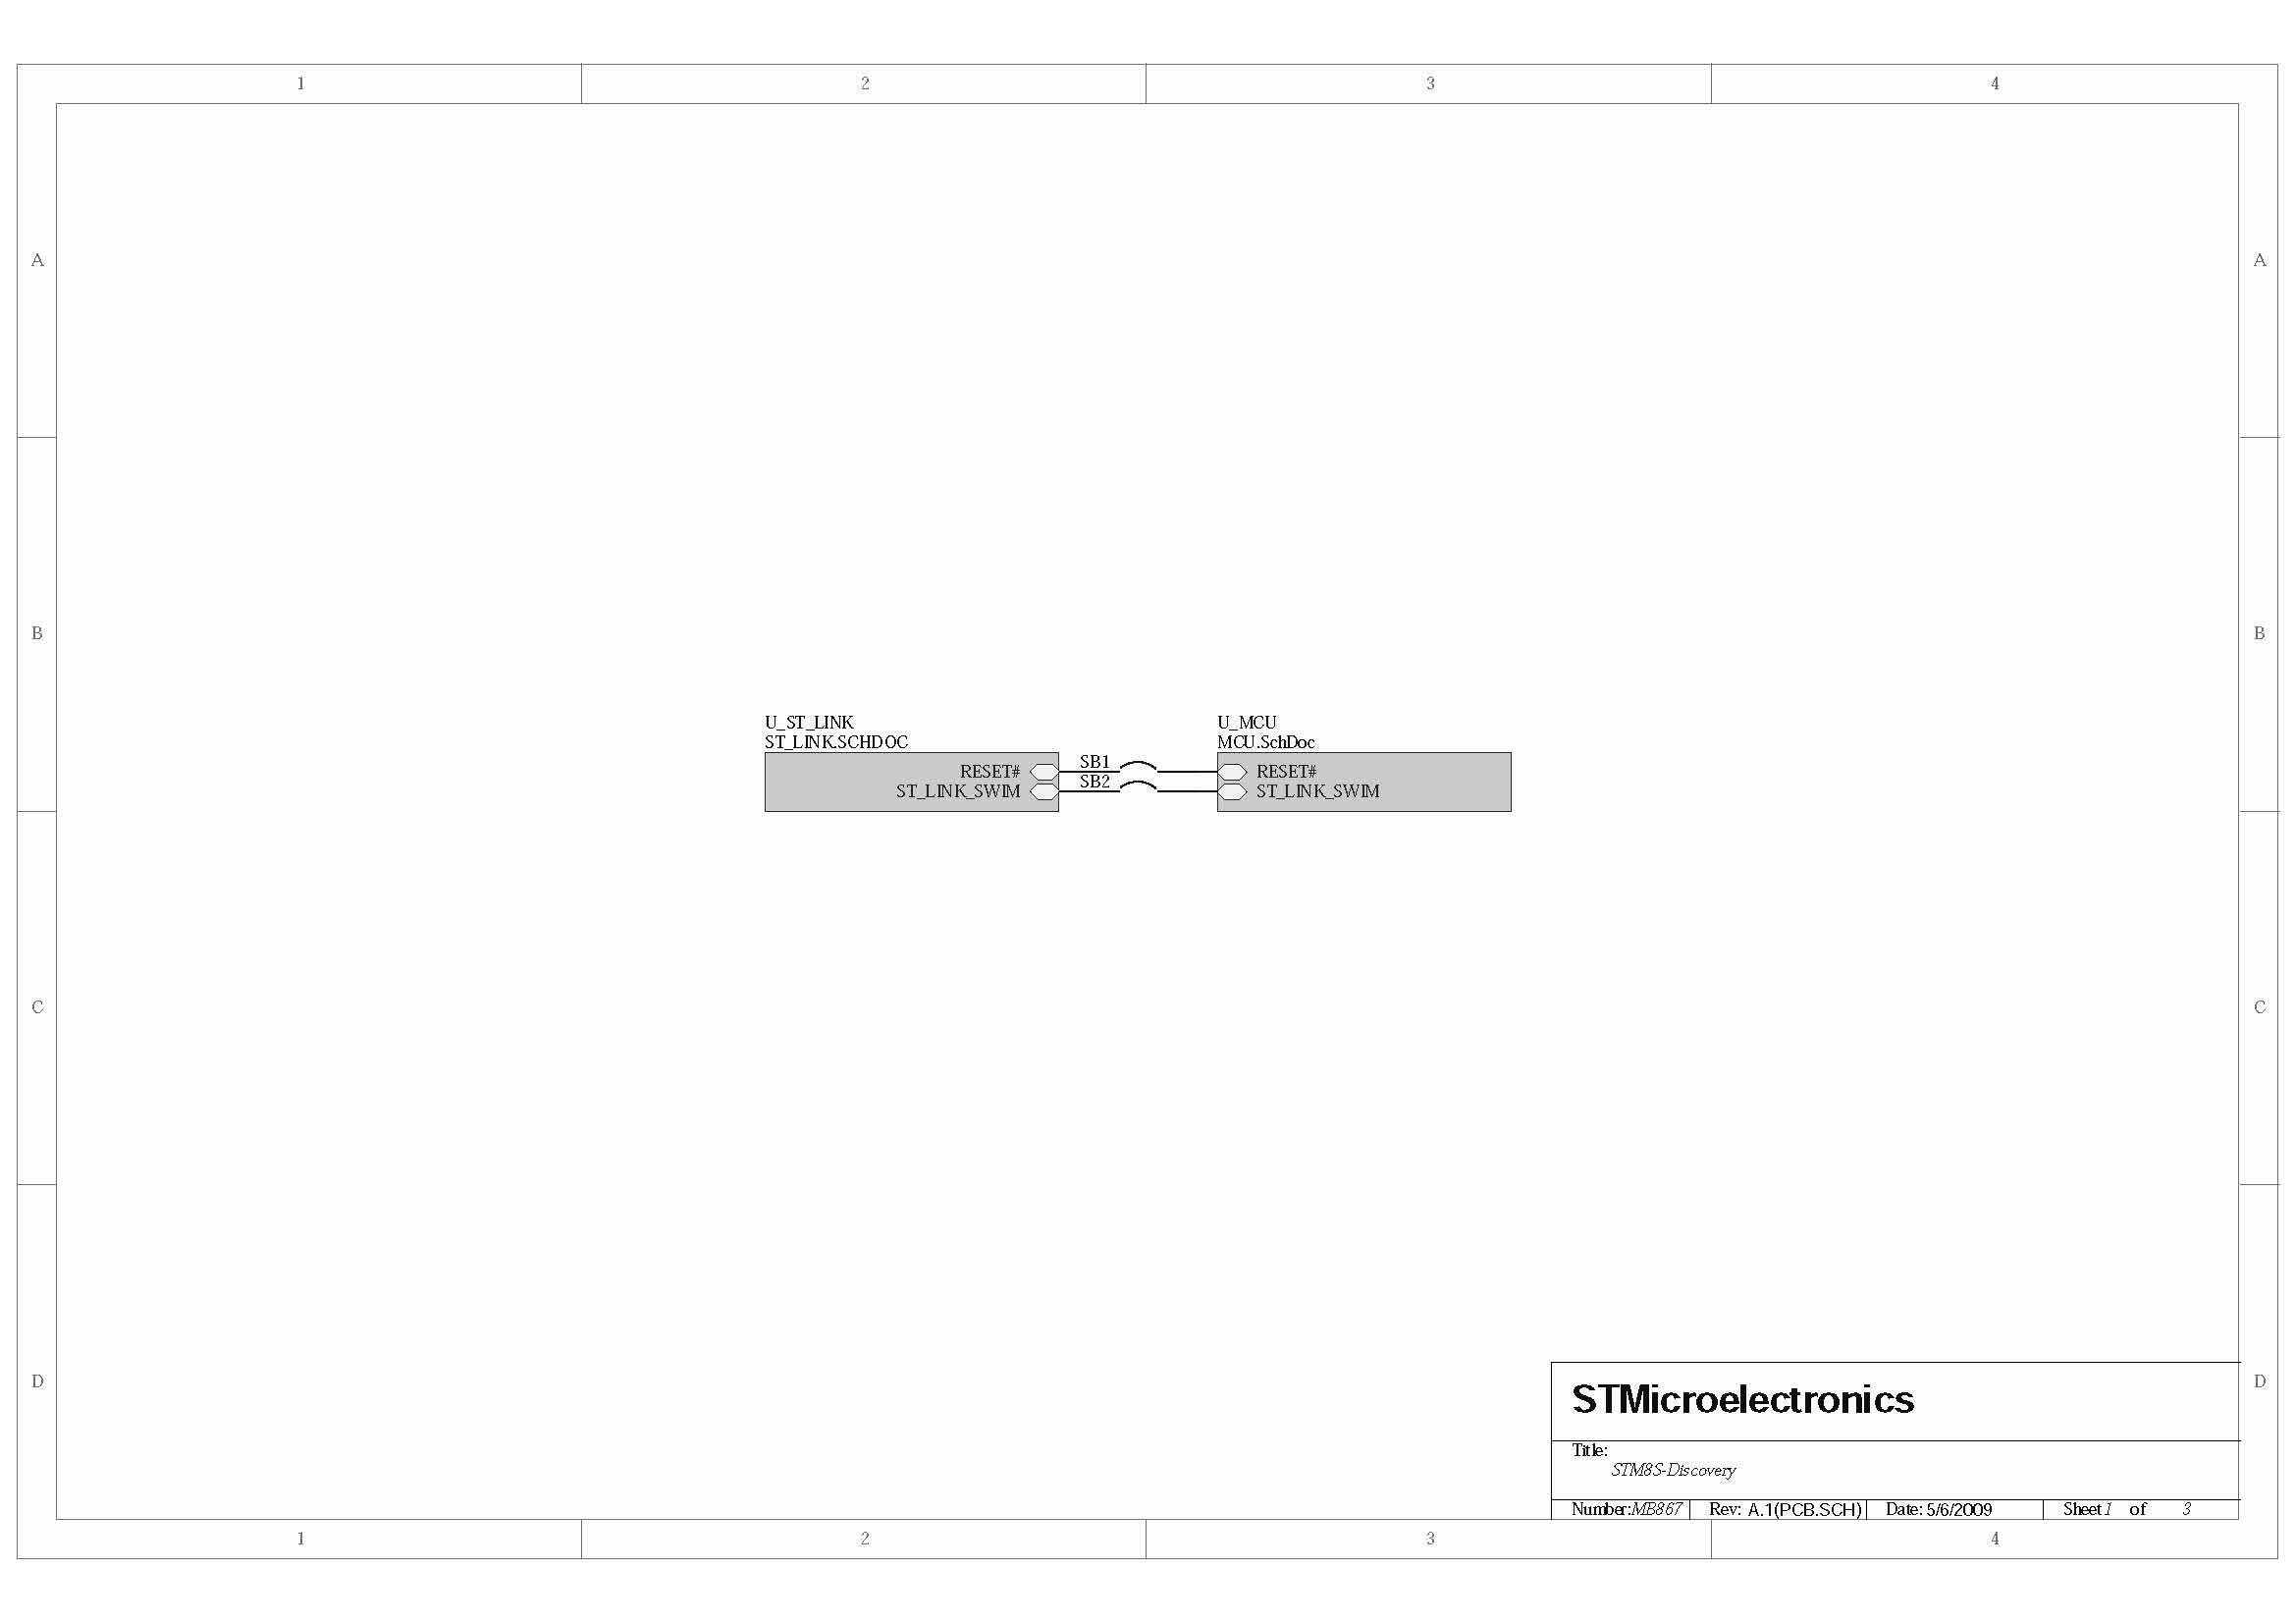 1 2 3 4
A A
B B
U_ST_LINK U_MCU
ST_LINK.SCHDOC MCU.SchDoc
RESET# SB1 RESET#
ST_LINK_SWIM SB2 ST_LINK_SWIM
C C
D D
STMicroelectronics
Title:
STM8S-Discovery
Number:MB867 Rev: A.1(PCB.SCH) Date: 5/6/2009 Sheet 1 of 3
1 2 3 4